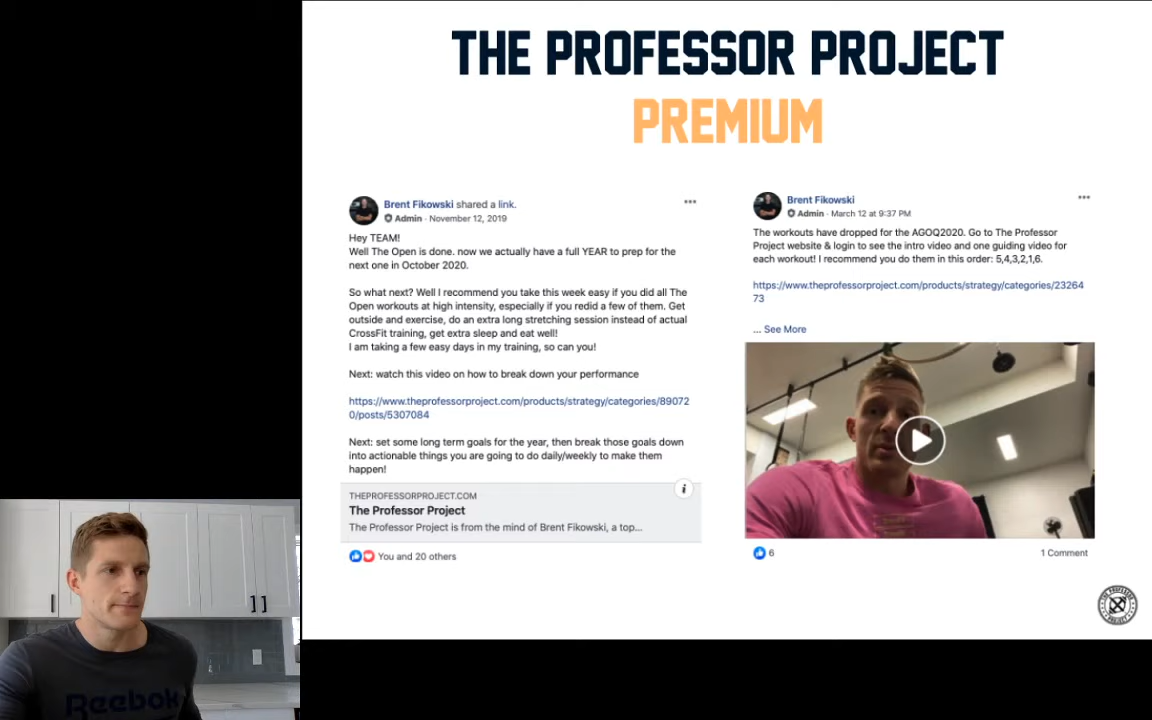 THE PROFESSOR PROJECT
PREMIUM
Brent Fikowski shared a link.
Admin · November 12, 2019
Hey TEAM!
Well The Open is done. now we actually have a full YEAR to prep for the
next one in October 2020.
So what next? Well I recommend you take this week easy if you did all The
Open workouts at high intensity, especially if you redid a few of them. Get
outside and exercise, do an extra long stretching session instead of actual
CrossFit training, get extra sleep and eat well!
I am taking a few easy days in my training, so can you!
Next: watch this video on how to break down your performance
https://www.theprofessorproject.com/products/strategy/categories/89072
0/posts/5307084
Next: set some long term goals for the year, then break those goals down
into actionable things you are going to do daily/weekly to make them
happen!
THEPROFESSORPROJECT.COM
The Professor Project
The Professor Project is from the mind of Brent Fikowski, a top...
You and 20 others
Brent Fikowski
Admin · March 12 at 9:37 PM
The workouts have dropped for the AGOQ2020. Go to The Professor
Project website & login to see the intro video and one guiding video for
each workout! I recommend you do them in this order: 5,4,3,2,1,6.
https://www.theprofessorproject.com/products/strategy/categories/23264
73
... See More
6
1 Comment
THE PROFESSOR
PROJECT
Reebok